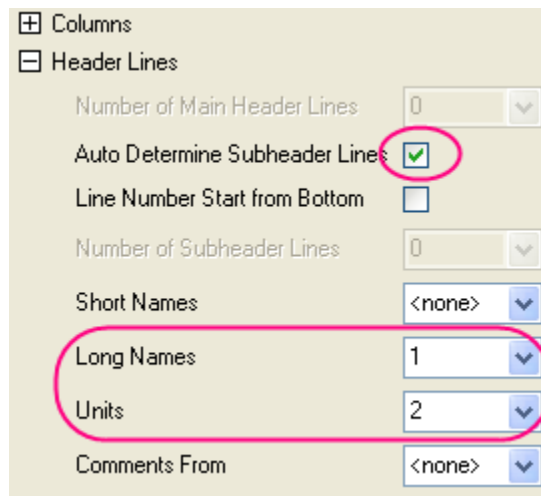 Columns
Header Lines
Number of Main Header Lines 0
Auto Determine Subheader Lines
Line Number Start from Bottom
Number of Subheader Lines 0
Short Names <none>
Long Names 1
Units 2
Comments From <none>